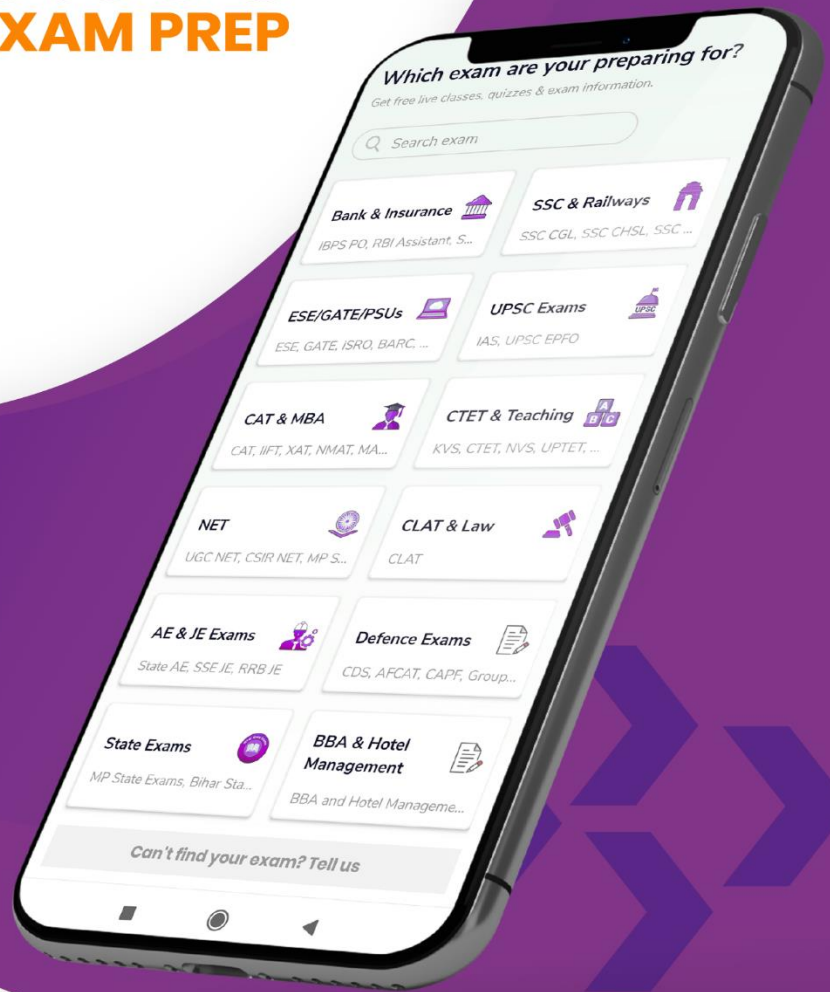 XAM PREP
Which exam are your preparing for?
Get free live classes, quizzes & exam information.
Search exam
Bank & Insurance
IBPS PO, RBI Assistant, S...
SSC & Railways
SSC CGL, SSC CHSL, SSC ...
ESE/GATE/PSUs
ESE, GATE, ISRO, BARC, ...
UPSC Exams
UPSC
IAS, UPSC EPFO
CAT & MBA
CAT, IIFT, XAT, NMAT, MA...
CTET & Teaching
A
B C
KVS, CTET, NVS, UPTET, ...
NET
UGC NET, CSIR NET, MP S...
CLAT & Law
CLAT
AE & JE Exams
State AE, SSE JE, RRB JE
Defence Exams
CDS, AFCAT, CAPF, Group...
State Exams
MP State Exams, Bihar Sta...
BBA & Hotel
Management
BBA and Hotel Manageme...
Can't find your exam? Tell us